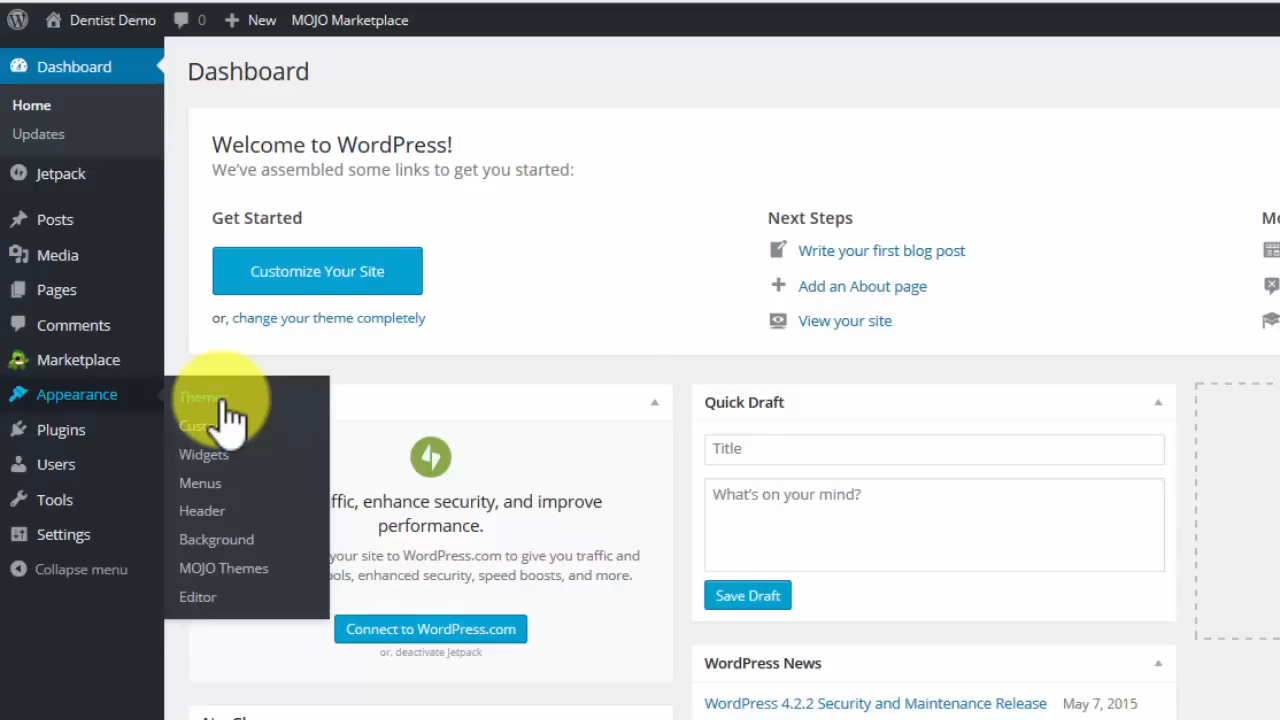 Dentist Demo 0 New MOJO Marketplace
Dashboard
Home
Updates
Jetpack
Posts
Media
Pages
Comments
Marketplace
Appearance
Plugins
Users
Tools
Settings
Collapse menu
Themes
Widgets
Menus
Header
Background
MOJO Themes
Editor
Dashboard
Welcome to WordPress!
We've assembled some links to get you started:
Get Started
Customize Your Site
or, change your theme completely
Next Steps
Write your first blog post
Add an About page
View your site
enhance security, and improve
performance.
your site to WordPress.com to give you traffic and
enhanced security, speed boosts, and more.
Connect to WordPress.com
or, deactivate Jetpack
Quick Draft
Title
What's on your mind?
Save Draft
WordPress News
WordPress 4.2.2 Security and Maintenance Release May 7, 2015